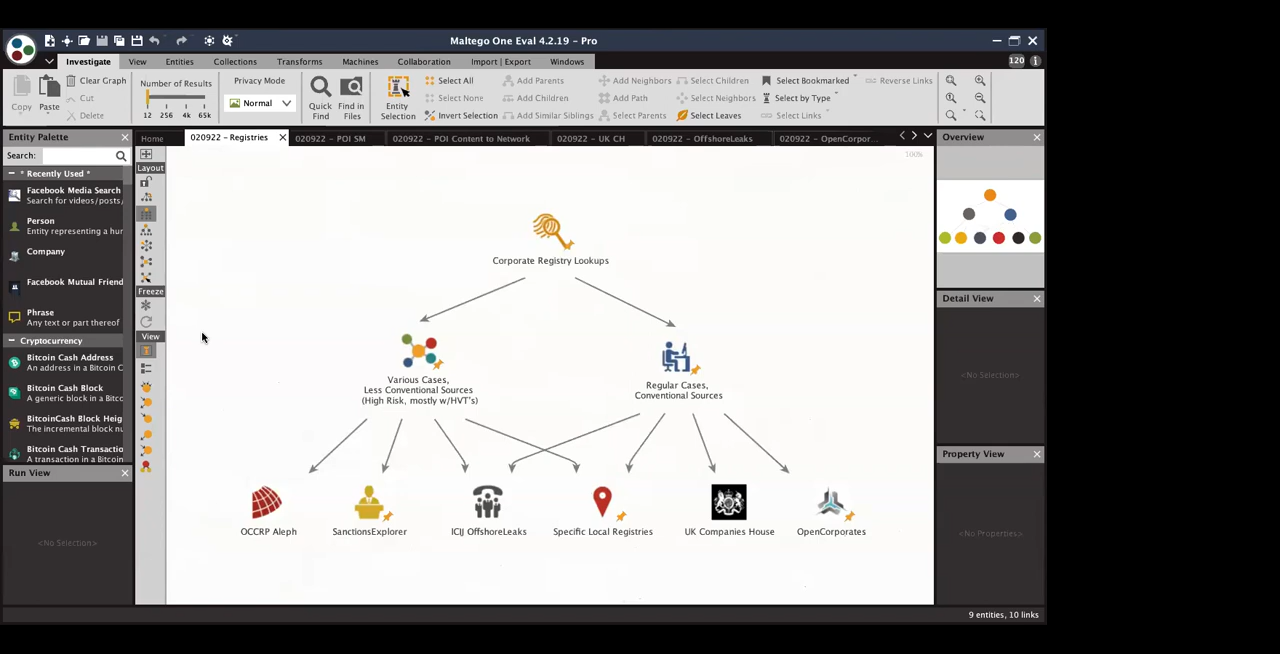 Maltego One Eval 4.2.19 – Pro
Investigate View Entities Collections Transforms Machines Collaboration Import | Export Windows 120
Copy Paste Clear Graph Cut Delete
Number of Results
12 256 4k 65k
Privacy Mode
Normal
Quick Find
Find in Files
Entity Selection
Select All Add Parents Add Neighbors Select Children Select Bookmarked Reverse Links
Select None Add Children Add Path Select Neighbors Select by Type
Invert Selection Add Similar Siblings Select Parents Select Leaves Select Links
Entity Palette
Home 020922 – Registries 020922 – POI SM 020922 – POI Content to Network 020922 – UK CH 020922 – OffshoreLeaks 020922 – OpenCorpor...
Overview
Search:
* Recently Used *
Facebook Media Search
Search for videos/posts/
Person
Entity representing a hur
Company
Facebook Mutual Friend
Phrase
Any text or part thereof
Cryptocurrency
Bitcoin Cash Address
An address in a Bitcoin C
Bitcoin Cash Block
A generic block in a Bitc
BitcoinCash Block Heig
The incremental block nu
Bitcoin Cash Transactio
A transaction in a Bitcoin
Run View
<No Selection>
Layout
Freeze
View
100%
Corporate Registry Lookups
Various Cases,
Less Conventional Sources
(High Risk, mostly w/HVT's)
Regular Cases,
Conventional Sources
OCCRP Aleph
SanctionsExplorer
ICIJ OffshoreLeaks
Specific Local Registries
UK Companies House
OpenCorporates
Detail View
<No Selection>
Property View
<No Properties>
9 entities, 10 links